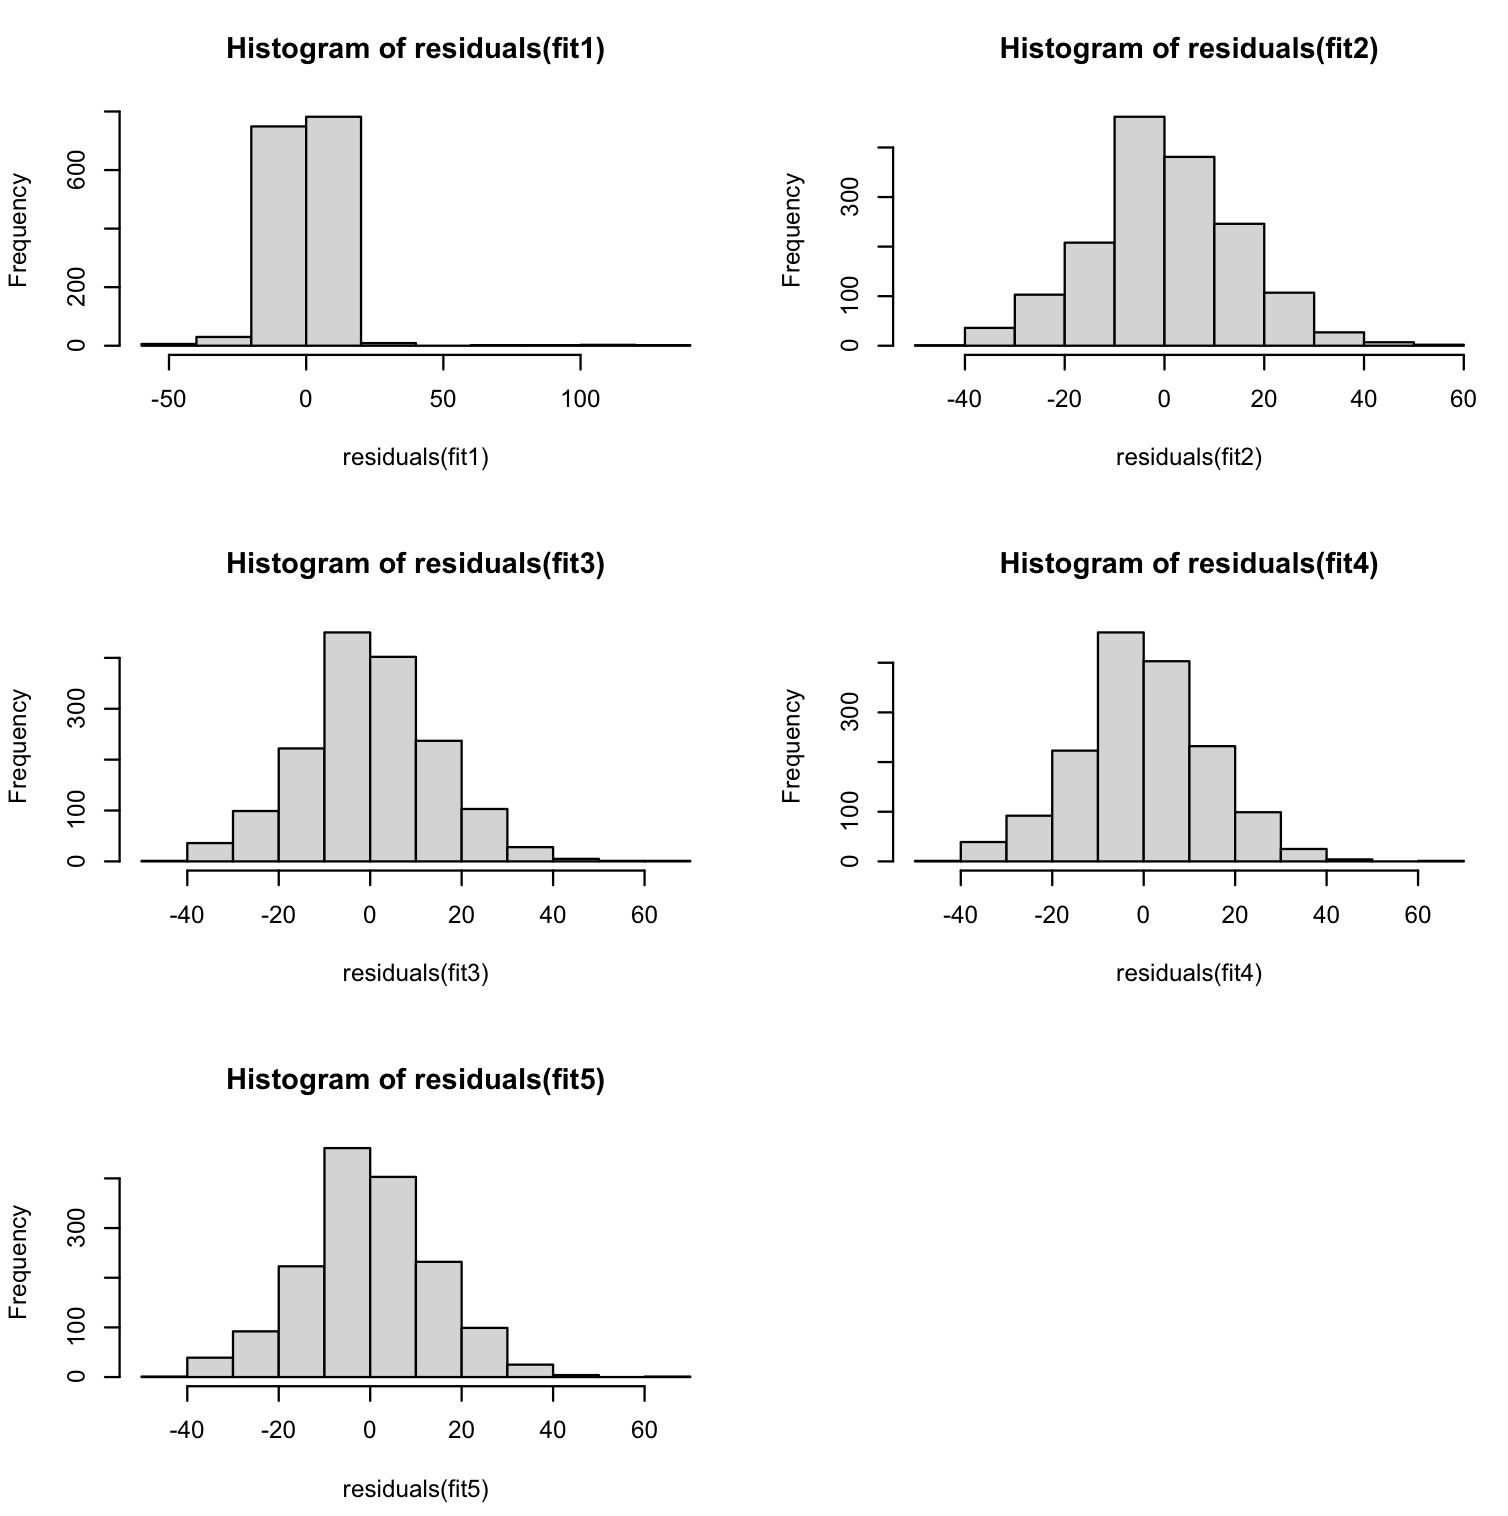 Histogram of residuals(fit1)
Frequency
0 200 600
-50 0 50 100
residuals(fit1)
Histogram of residuals(fit2)
Frequency
0 100 300
-40 -20 0 20 40 60
residuals(fit2)
Histogram of residuals(fit3)
Frequency
0 100 300
-40 -20 0 20 40 60
residuals(fit3)
Histogram of residuals(fit4)
Frequency
0 100 300
-40 -20 0 20 40 60
residuals(fit4)
Histogram of residuals(fit5)
Frequency
0 100 300
-40 -20 0 20 40 60
residuals(fit5)